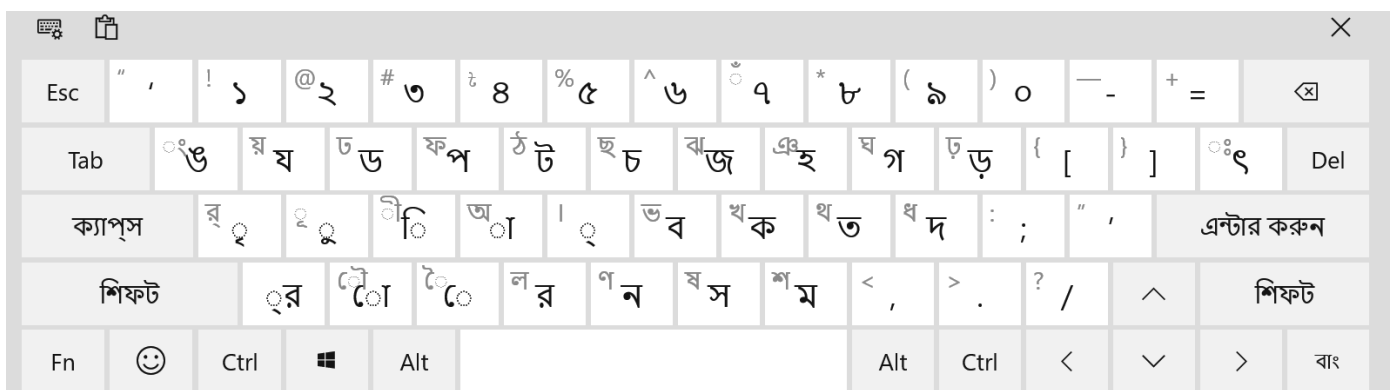 Esc " ' ! ১ @ ২ # ৩ ৳ ৪ % ৫ ^ ৬ ঁ ৭ * ৮ ( ৯ ) ০ — - + =
Tab ং ঙ য় য ঢ ড ফ প ঠ ট ছ চ ঝ জ ঞ হ ঘ গ ঢ় ড় { [ } ] ঃ ৎ Del
ক্যাপ্স র্ ৃ ূ ু ী ি অ া । ্ ভ ব খ ক থ ত ধ দ : ; " ' এন্টার করুন
শিফট ্র ৌ ো ৈ ে ল র ণ ন ষ স শ ম < , > . ? / শিফট
Fn Ctrl Alt Alt Ctrl বাং